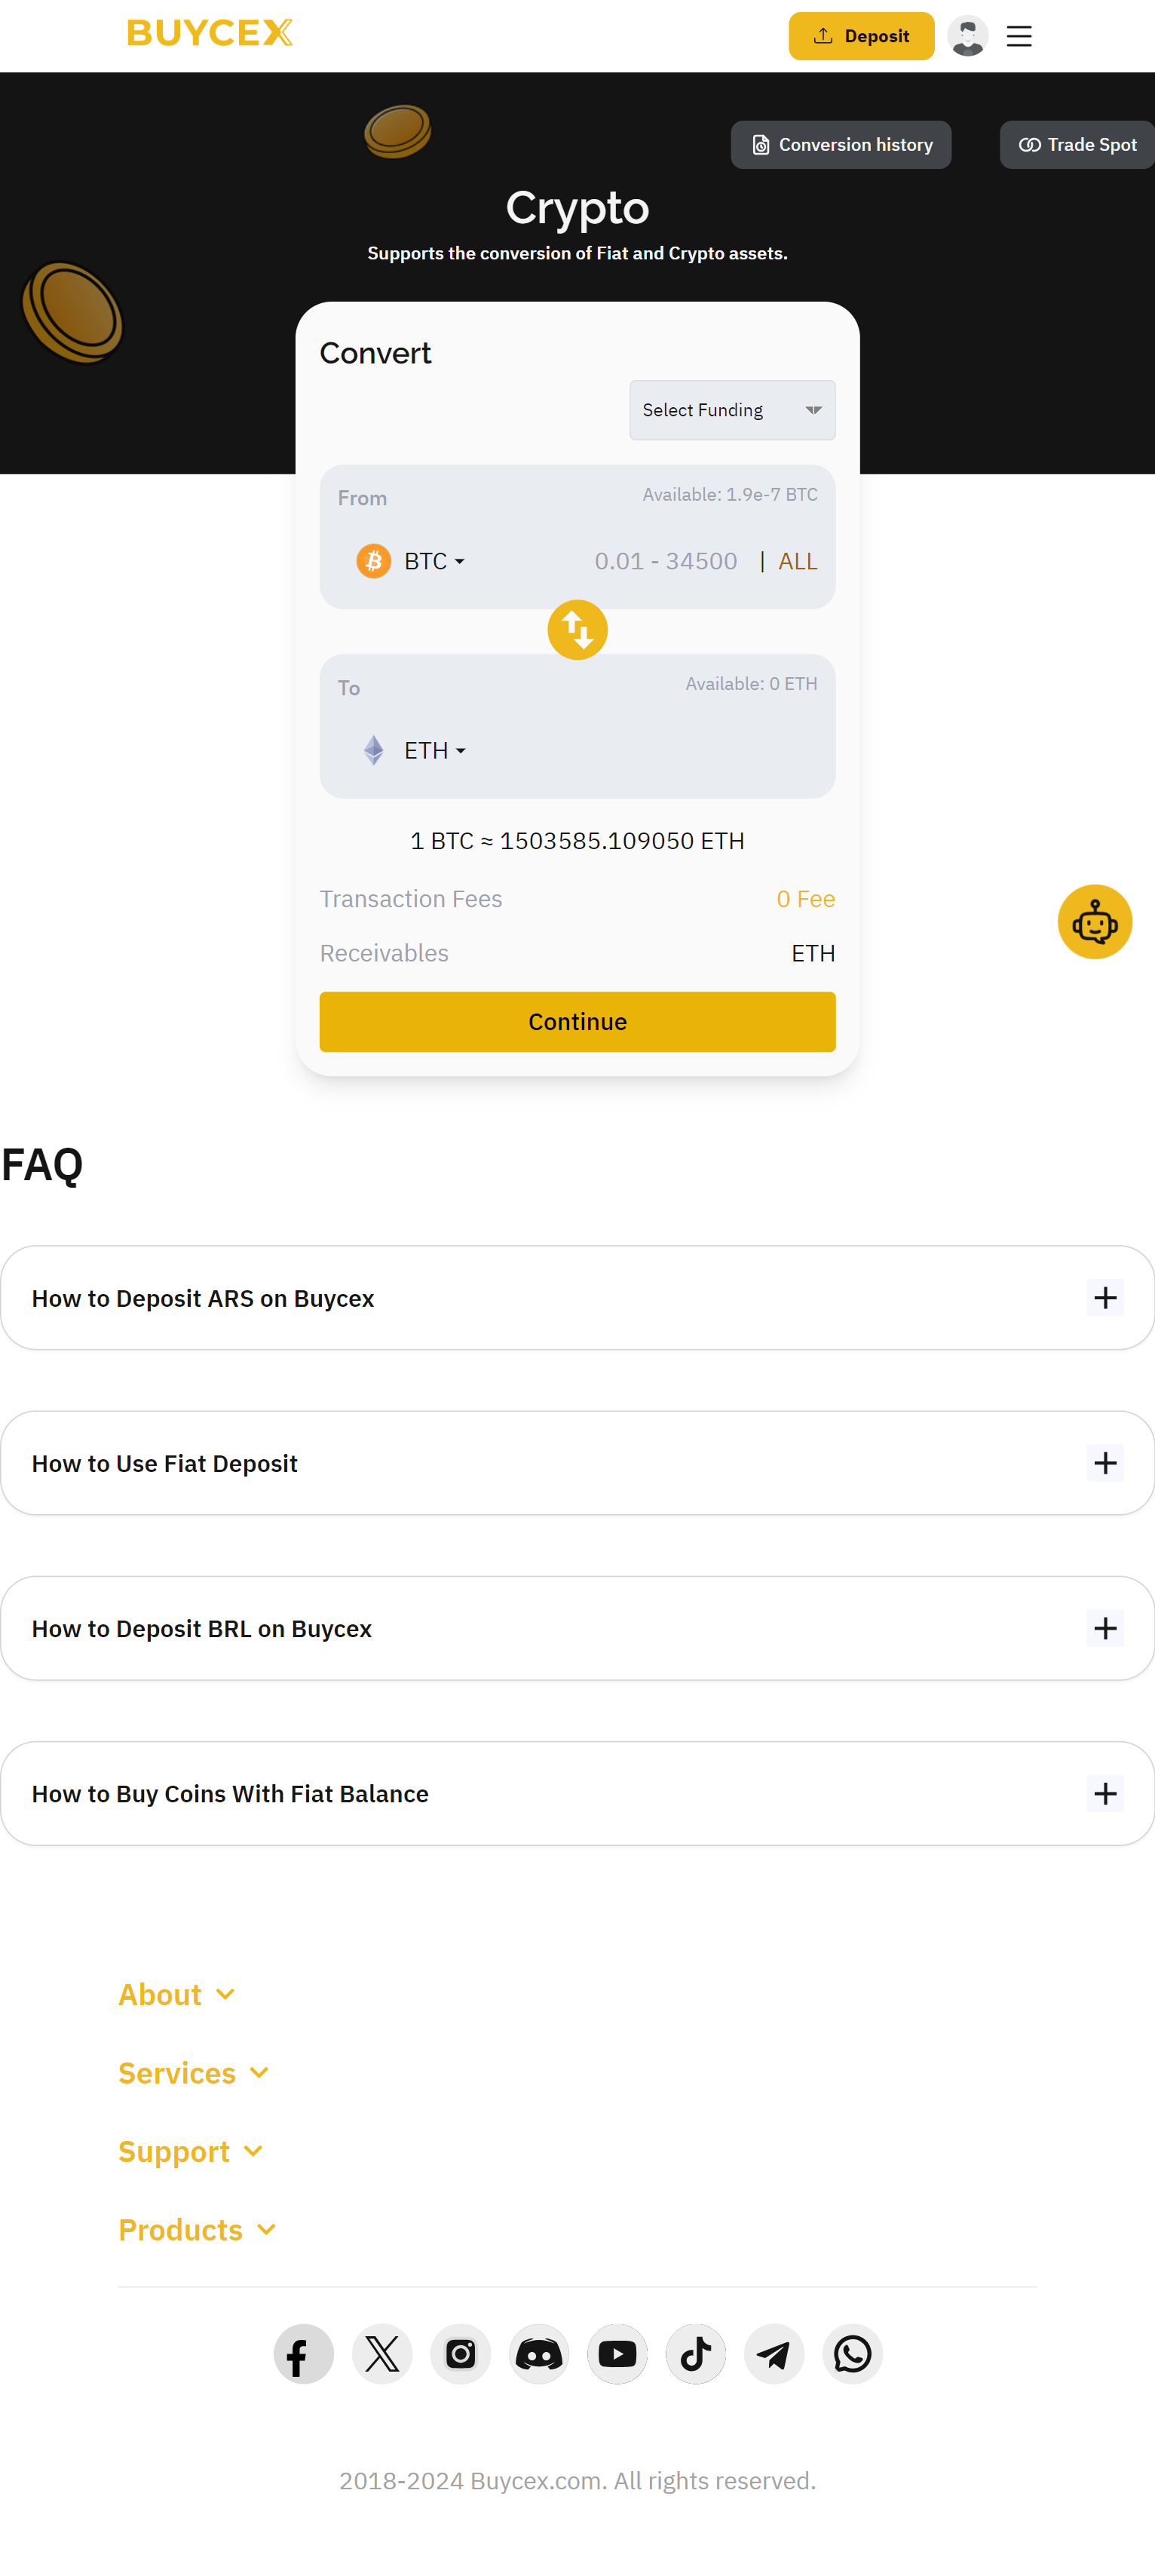 BUYCEX
Deposit
Conversion history
Trade Spot
Crypto
Supports the conversion of Fiat and Crypto assets.
Convert
Select Funding
From
Available: 1.9e-7 BTC
BTC
0.01 - 34500 | ALL
To
Available: 0 ETH
ETH
1 BTC ≈ 1503585.109050 ETH
Transaction Fees
0 Fee
Receivables
ETH
Continue
FAQ
How to Deposit ARS on Buycex
How to Use Fiat Deposit
How to Deposit BRL on Buycex
How to Buy Coins With Fiat Balance
About
Services
Support
Products
2018-2024 Buycex.com. All rights reserved.